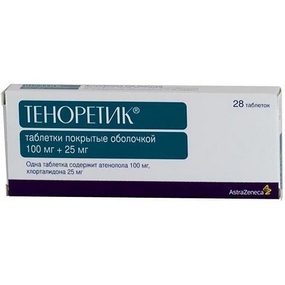 ТЕНОРЕТИК®
28 таблеток
таблетки покрытые оболочкой
100 мг + 25 мг
Одна таблетка содержит атенолола 100 мг,
хлорталидона 25 мг
AstraZeneca